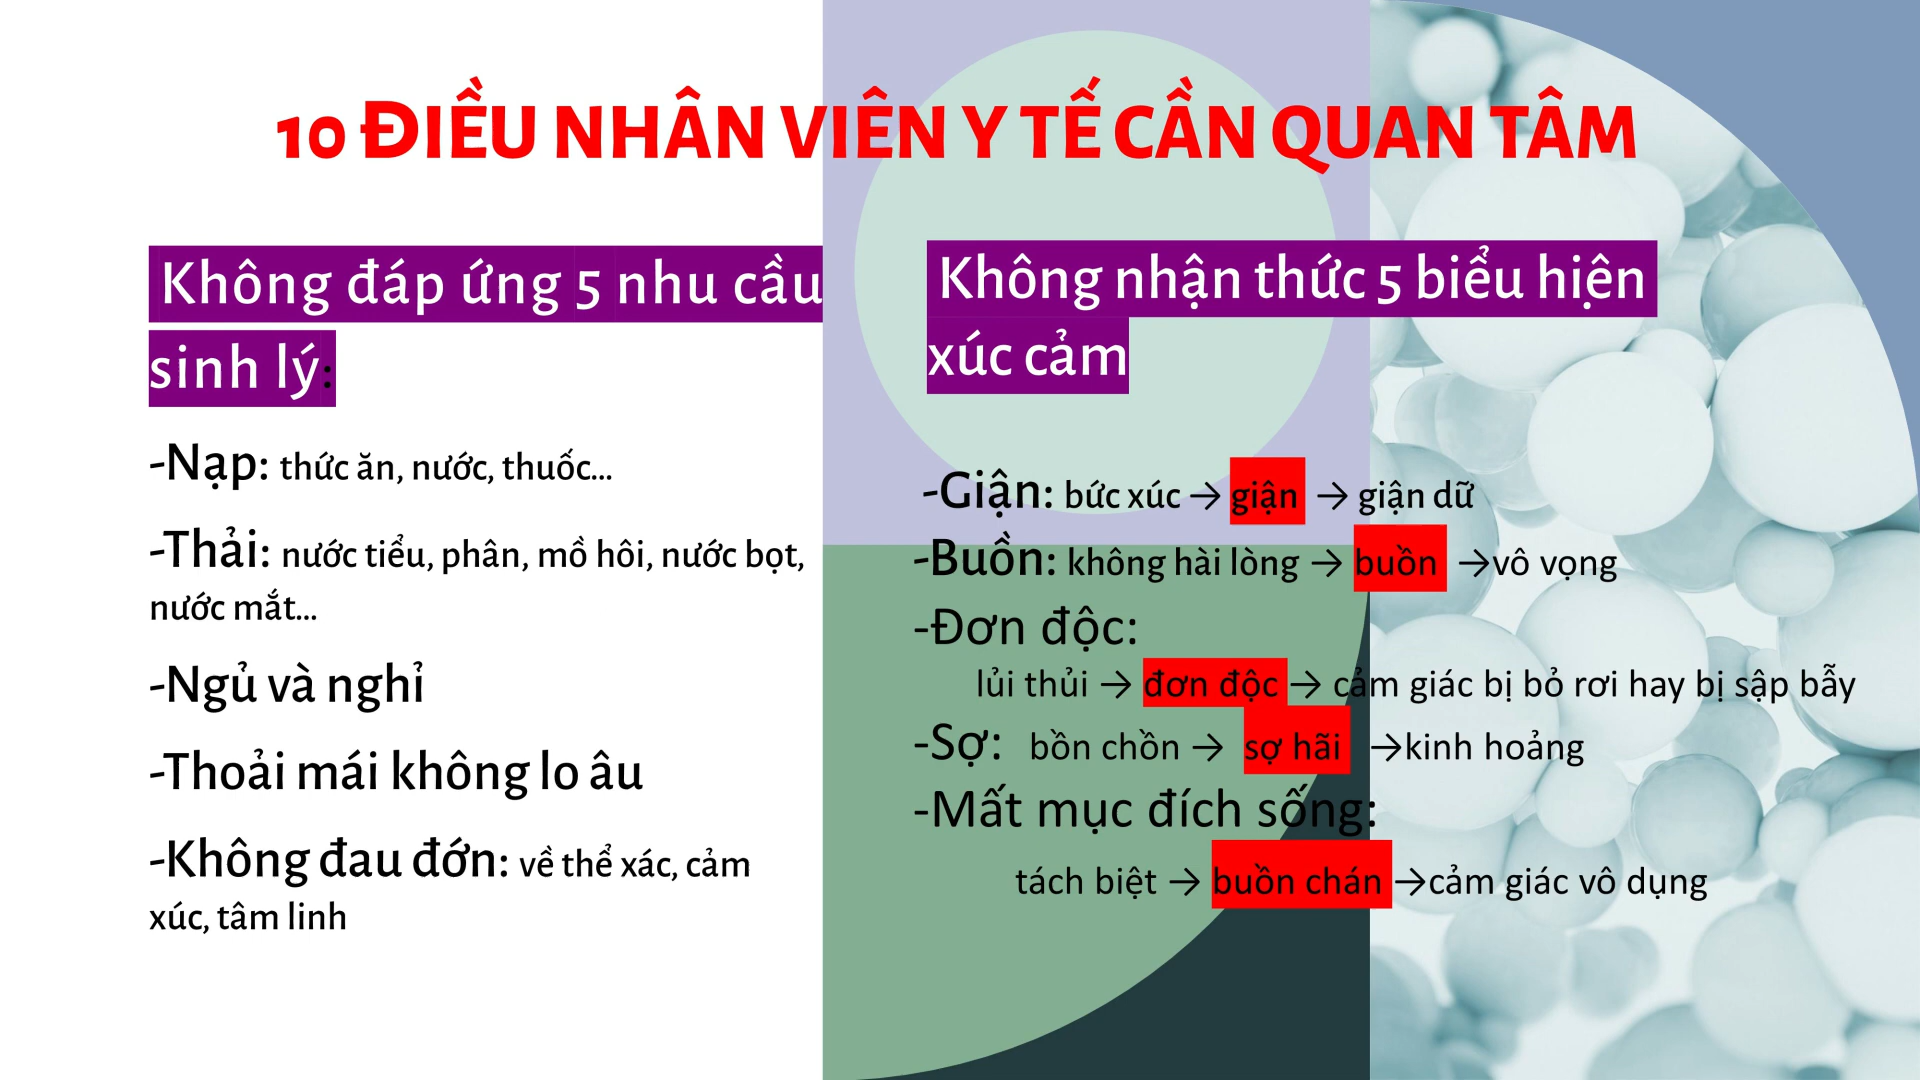 10 ĐIỀU NHÂN VIÊN Y TẾ CẦN QUAN TÂM
Không đáp ứng 5 nhu cầu
sinh lý:
-Nạp: thức ăn, nước, thuốc...
-Thải: nước tiểu, phân, mồ hôi, nước bọt,
nước mắt...
-Ngủ và nghỉ
-Thoải mái không lo âu
-Không đau đớn: về thể xác, cảm
xúc, tâm linh
Không nhận thức 5 biểu hiện
xúc cảm
-Giận: bức xúc → giận → giận dữ
-Buồn: không hài lòng → buồn →vô vọng
-Đơn độc:
lủi thủi → đơn độc → cảm giác bị bỏ rơi hay bị sập bẫy
-Sợ: bồn chồn → sợ hãi →kinh hoảng
-Mất mục đích sống:
tách biệt → buồn chán →cảm giác vô dụng